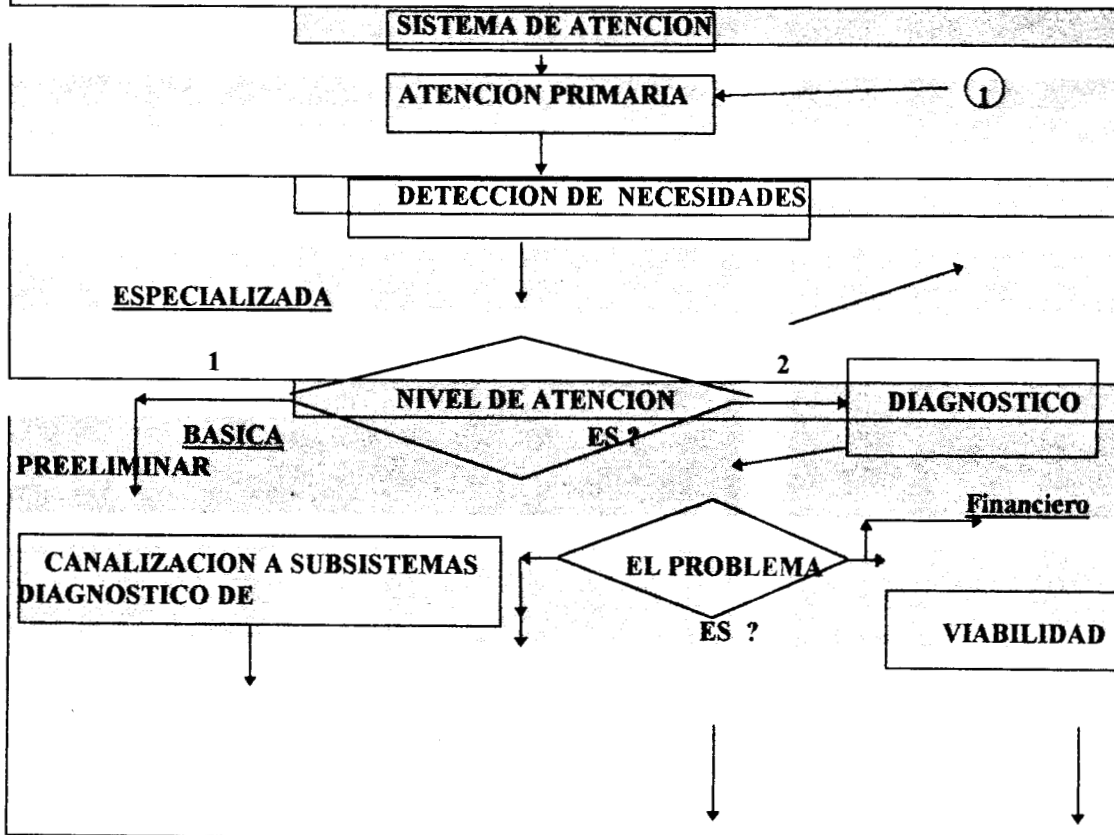 SISTEMA DE ATENCION
ATENCION PRIMARIA
1
DETECCION DE NECESIDADES
ESPECIALIZADA
1
2
NIVEL DE ATENCION
DIAGNOSTICO
BASICA
ES ?
PREELIMINAR
Financiero
CANALIZACION A SUBSISTEMAS
EL PROBLEMA
DIAGNOSTICO DE
ES ?
VIABILIDAD